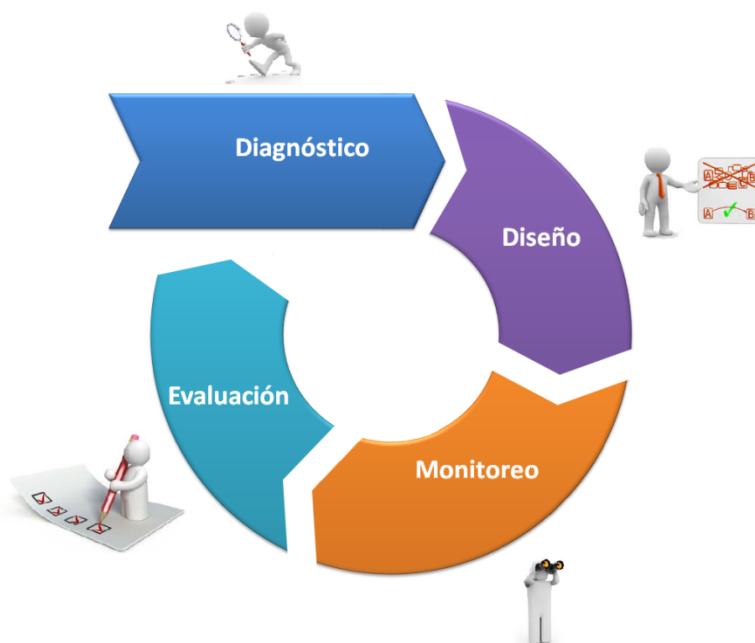 Diagnóstico
Diseño
A B
A B
Monitoreo
Evaluación